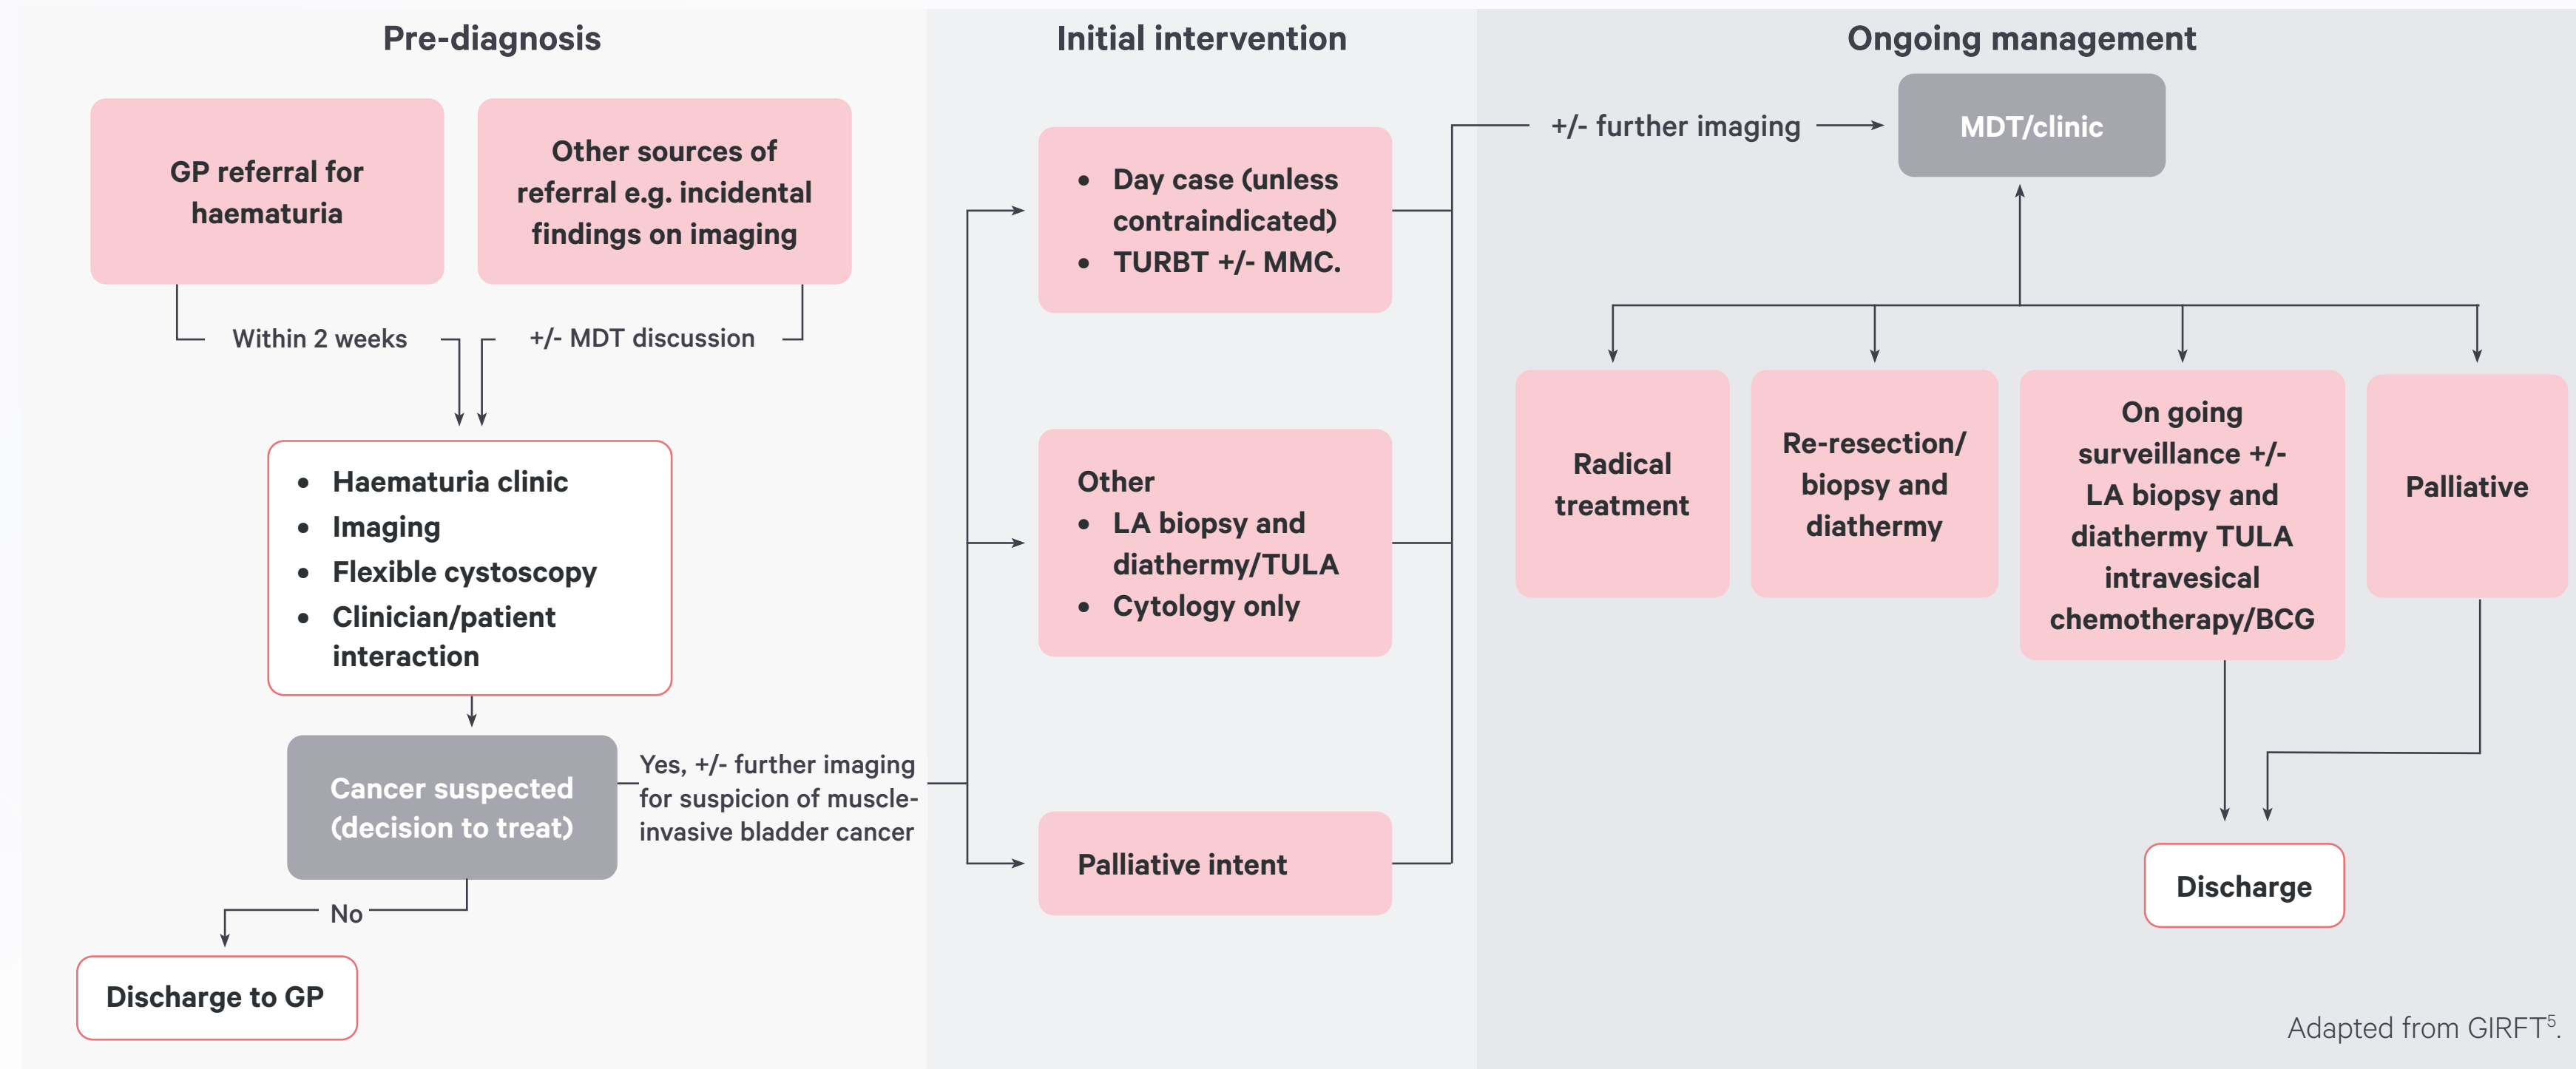 Pre-diagnosis
GP referral for
haematuria
Other sources of
referral e.g. incidental
findings on imaging
Within 2 weeks
+/- MDT discussion
• Haematuria clinic
• Imaging
• Flexible cystoscopy
• Clinician/patient
interaction
Cancer suspected
(decision to treat)
Yes, +/- further imaging
for suspicion of muscle-
invasive bladder cancer
No
Discharge to GP
Initial intervention
• Day case (unless
contraindicated)
• TURBT +/- MMC.
Other
• LA biopsy and
diathermy/TULA
• Cytology only
Palliative intent
Ongoing management
+/- further imaging
MDT/clinic
Radical
treatment
Re-resection/
biopsy and
diathermy
On going
surveillance +/-
LA biopsy and
diathermy TULA
intravesical
chemotherapy/BCG
Palliative
Discharge
Adapted from GIRFT⁵.